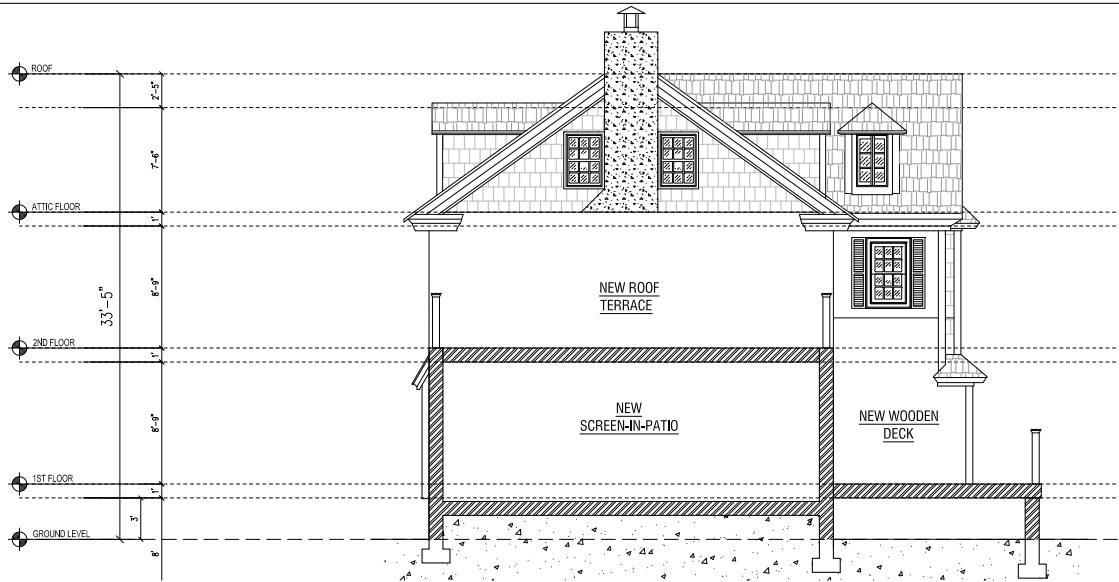 ROOF
2'-5"
7'-6"
ATTIC FLOOR
1'
8'-9"
33'-5"
NEW ROOF
TERRACE
2ND FLOOR
1'
8'-9"
NEW
SCREEN-IN-PATIO
NEW WOODEN
DECK
1ST FLOOR
1'
3'
GROUND LEVEL
8'